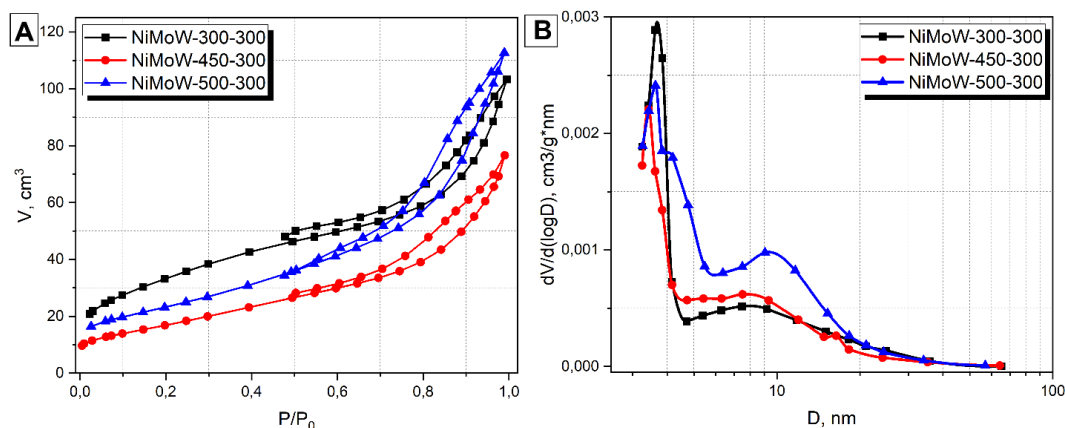 A
NiMoW-300-300
NiMoW-450-300
NiMoW-500-300
120
100
80
60
40
20
0
V, cm³
0,0
0,2
0,4
0,6
0,8
1,0
P/P₀
B
NiMoW-300-300
NiMoW-450-300
NiMoW-500-300
0,003
0,002
0,001
0,000
dV/d(logD), cm3/g*nm
10
100
D, nm